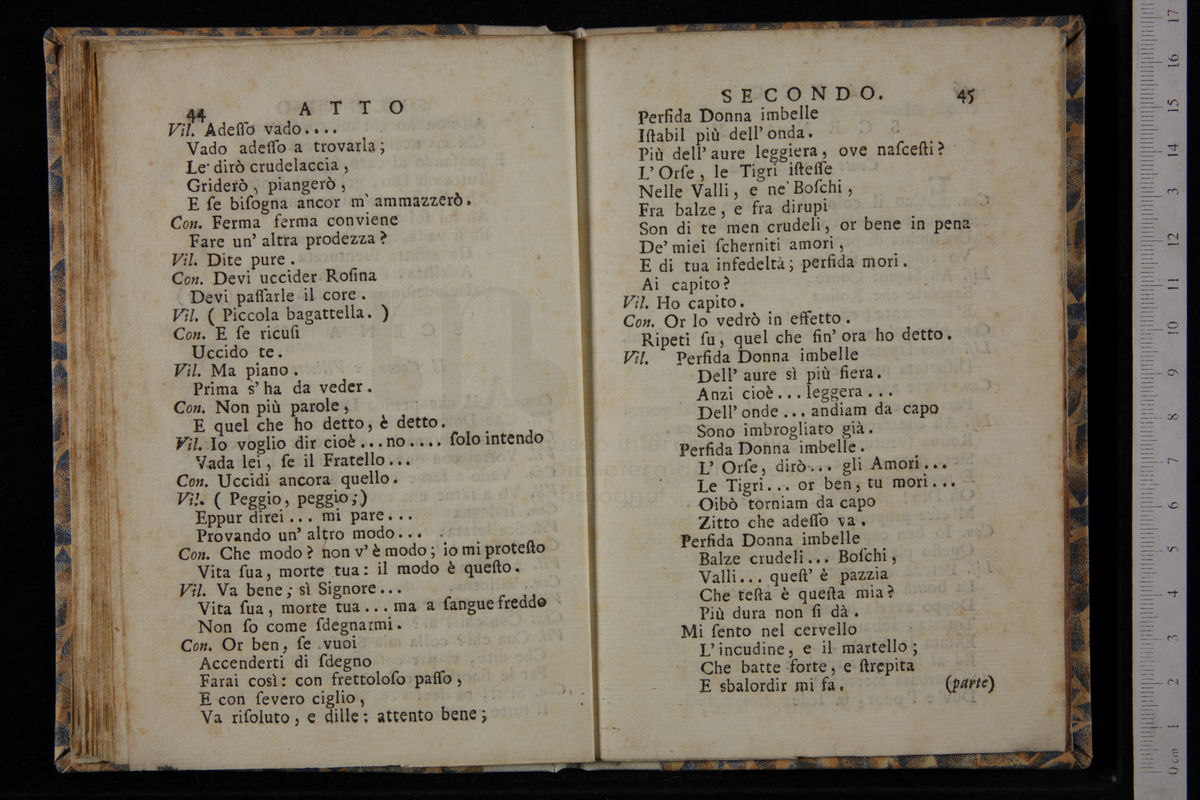 44 ATTO
Vil. Adeſſo vado....
Vado adeſſo a trovarla;
Le dirò crudelaccia,
Griderò, piangerò,
E ſe biſogna ancor m' ammazzerò.
Con. Ferma ferma conviene
Fare un' altra prodezza?
Vil. Dite pure.
Con. Devi uccider Roſina
Devi paſſarle il core.
Vil. ( Piccola bagattella. )
Con. E ſe ricuſi
Uccido te.
Vil. Ma piano.
Prima s' ha da veder.
Con. Non più parole,
E quel che ho detto, è detto.
Vil. Io voglio dir cioè...no.... ſolo intendo
Vada lei, ſe il Fratello...
Con. Uccidi ancora quello.
Vil. ( Peggio, peggio;)
Eppur direi... mi pare...
Provando un' altro modo...
Con. Che modo? non v' è modo; io mi proteſto
Vita ſua, morte tua: il modo è queſto.
Vil. Va bene; sì Signore...
Vita ſua, morte tua...ma a ſangue freddo
Non ſo come ſdegnarmi.
Con. Or ben, ſe vuoi
Accenderti di ſdegno
Farai così: con frettoloſo paſſo,
E con ſevero ciglio,
Va riſoluto, e dille: attento bene;
SECONDO. 45
Perfida Donna imbelle
Iſtabil più dell' onda.
Più dell' aure leggiera, ove naſceſti?
L' Orſe, le Tigri iſteſſe
Nelle Valli, e ne' Boſchi,
Fra balze, e fra dirupi
Son di te men crudeli, or bene in pena
De' miei ſcherniti amori,
E di tua infedeltà; perfida mori.
Ai capito?
Vil. Ho capito.
Con. Or lo vedrò in effetto.
Ripeti ſu, quel che fin' ora ho detto.
Vil. Perfida Donna imbelle
Dell' aure sì più fiera.
Anzi cioè...leggera...
Dell' onde... andiam da capo
Sono imbrogliato già.
Perfida Donna imbelle.
L' Orſe, dirò... gli Amori...
Le Tigri... or ben, tu mori...
Oibò torniam da capo
Zitto che adeſſo va.
Perfida Donna imbelle
Balze crudeli... Boſchi,
Valli... queſt' è pazzia
Che teſta è queſta mia?
Più dura non ſi dà.
Mi ſento nel cervello
L' incudine, e il martello;
Che batte forte, e ſtrepita
E sbalordir mi fa. (parte)